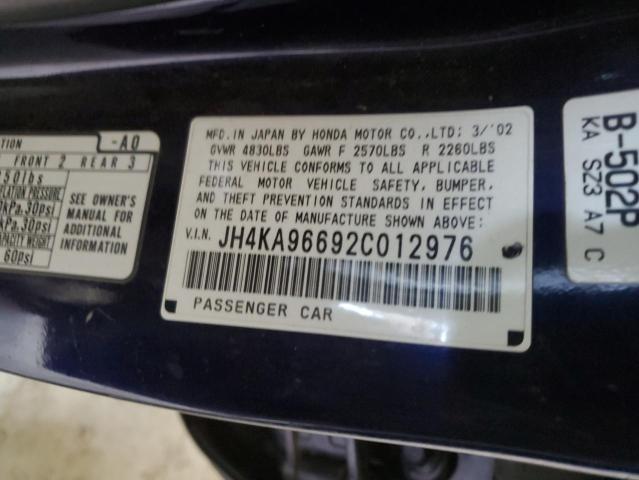 -A0
FRONT 2 REAR 3
SEE OWNER'S
MANUAL FOR
ADDITIONAL
INFORMATION
60psi
MFD. IN JAPAN BY HONDA MOTOR CO.,LTD; 3/'02
GVWR 4830LBS GAWR F 2570LBS R 2260LBS
THIS VEHICLE CONFORMS TO ALL APPLICABLE
FEDERAL MOTOR VEHICLE SAFETY, BUMPER,
AND THEFT PREVENTION STANDARDS IN EFFECT
ON THE DATE OF MANUFACTURE SHOWN ABOVE:
V.I.N. JH4KA96692C012976
PASSENGER CAR
B-502P
KA SZ3 A7 C